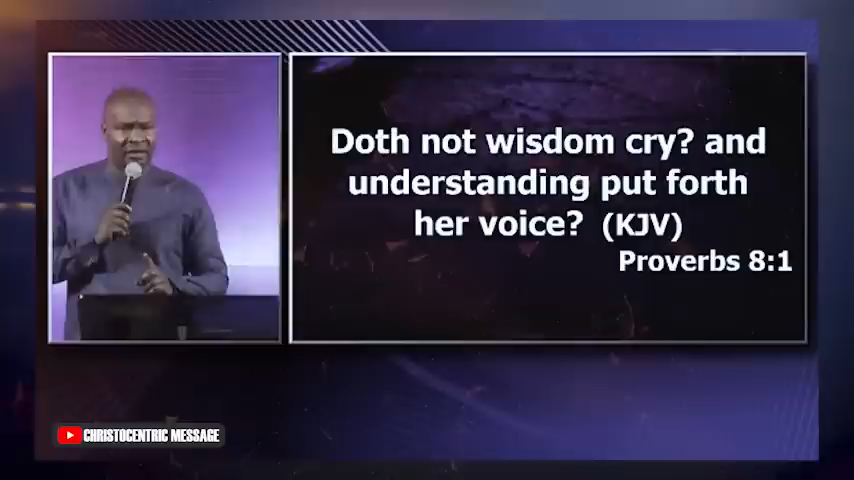 Doth not wisdom cry? and
understanding put forth
her voice? (KJV)
Proverbs 8:1
CHRISTOCENTRIC MESSAGE